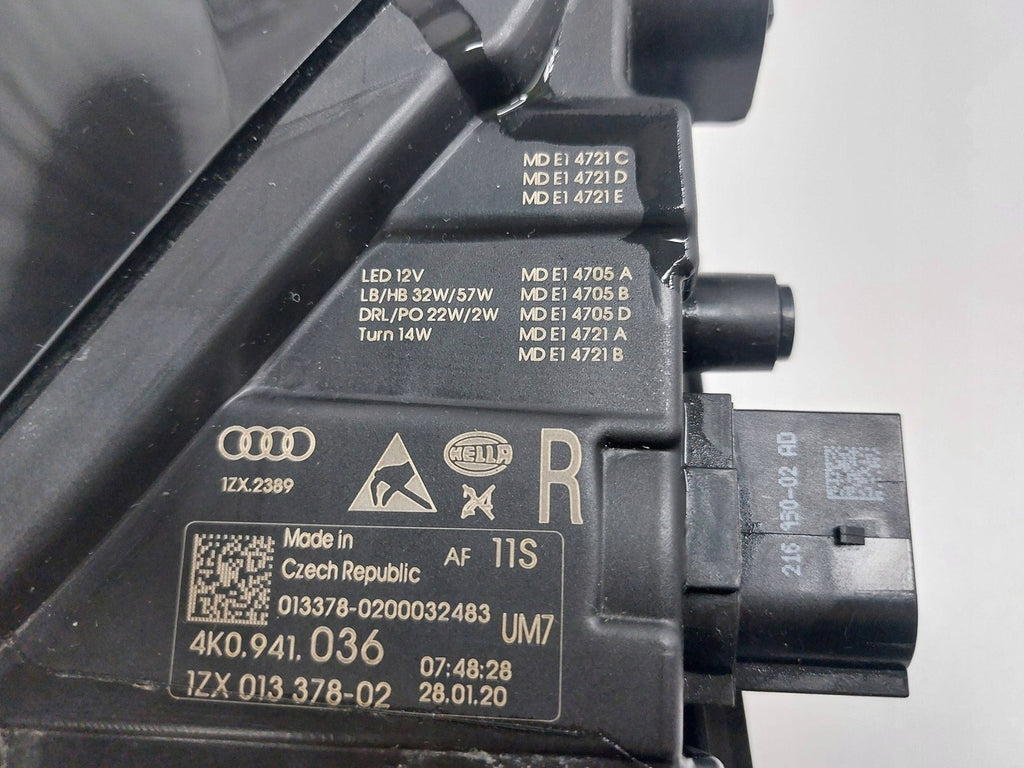 MD E1 4721 C
MD E1 4721 D
MD E1 4721 E
LED 12V
LB/HB 32W/57W
DRL/PO 22W/2W
Turn 14W
MD E1 4705 A
MD E1 4705 B
MD E1 4705 D
MD E1 4721 A
MD E1 4721 B
1ZX.2389
HELLA
24
R
Made in
Czech Republic
AF 11S
013378-0200032483
UM7
4K0.941.036
07:48:28
1ZX 013 378-02
28.01.20
216 -02 AD